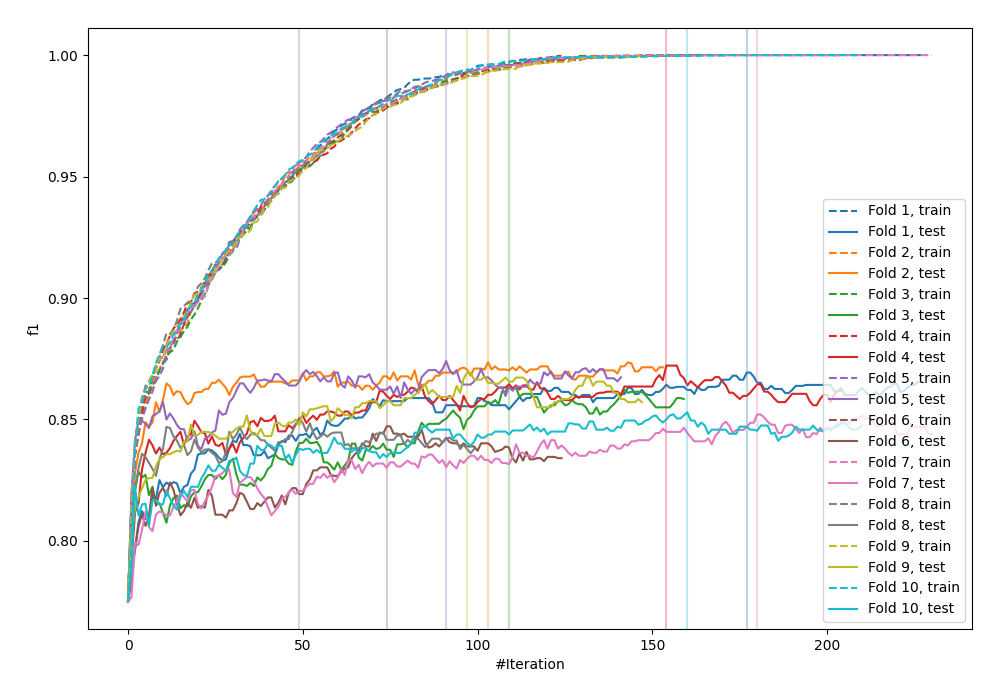 1.00
0.95
0.90
0.85
0.80
f1
0
50
100
150
200
#Iteration
Fold 1, train
Fold 1, test
Fold 2, train
Fold 2, test
Fold 3, train
Fold 3, test
Fold 4, train
Fold 4, test
Fold 5, train
Fold 5, test
Fold 6, train
Fold 6, test
Fold 7, train
Fold 7, test
Fold 8, train
Fold 8, test
Fold 9, train
Fold 9, test
Fold 10, train
Fold 10, test